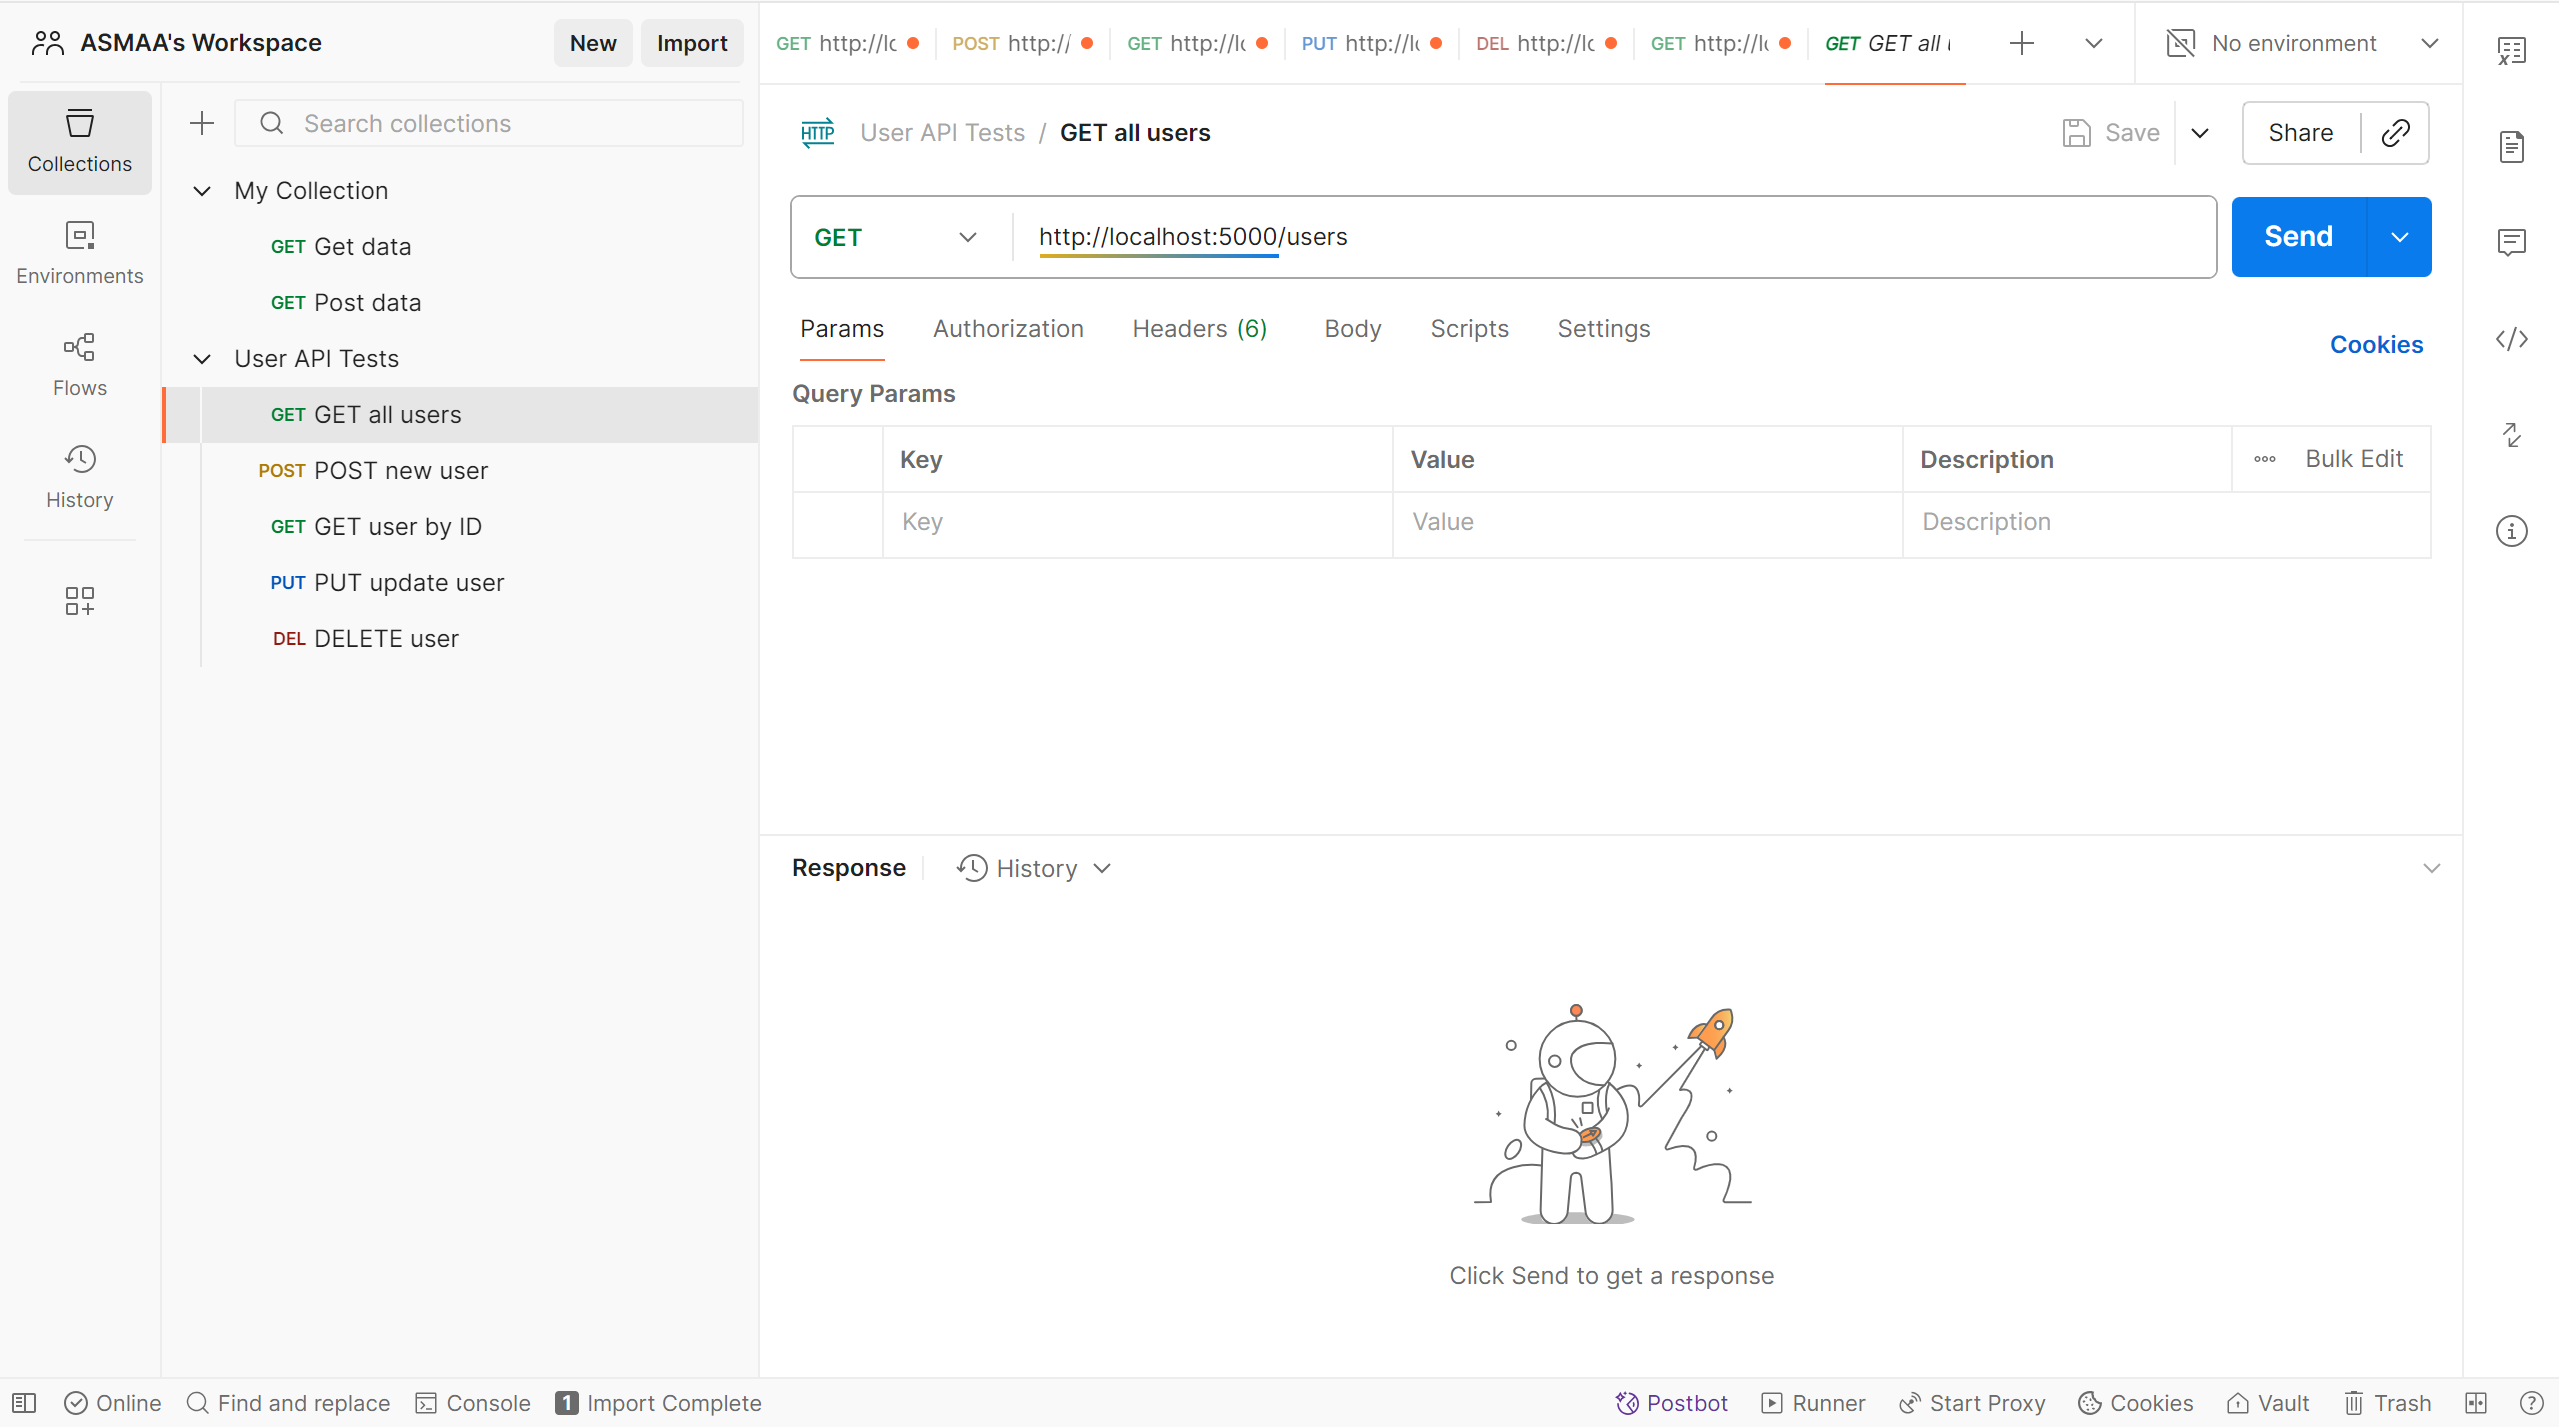 ASMAA's Workspace
New
Import
GET http://lc
POST http://
GET http://lc
PUT http://lc
DEL http://lc
GET http://lc
GET GET all u
No environment
Collections
Environments
Flows
History
Search collections
My Collection
GET Get data
GET Post data
User API Tests
GET GET all users
POST POST new user
GET GET user by ID
PUT PUT update user
DEL DELETE user
HTTP User API Tests / GET all users
Save
Share
GET http://localhost:5000/users
Send
Params Authorization Headers (6) Body Scripts Settings
Cookies
Query Params
Key Value Description Bulk Edit
Key Value Description
Response History
Click Send to get a response
Online Find and replace Console 1 Import Complete
Postbot Runner Start Proxy Cookies Vault Trash